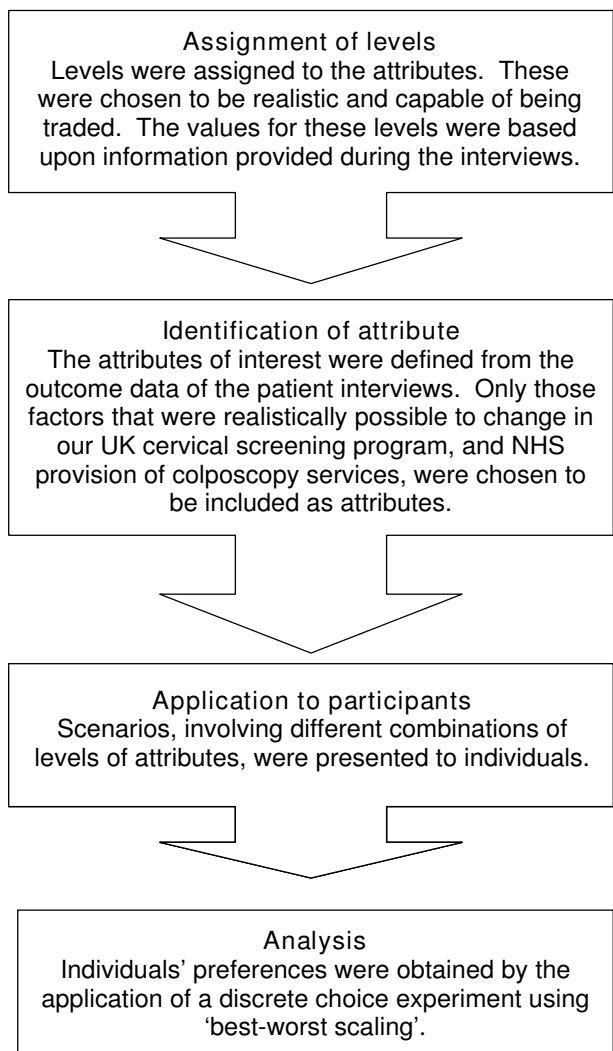 Assignment of levels
Levels were assigned to the attributes. These
were chosen to be realistic and capable of being
traded. The values for these levels were based
upon information provided during the interviews.
Identification of attribute
The attributes of interest were defined from the
outcome data of the patient interviews. Only those
factors that were realistically possible to change in
our UK cervical screening program, and NHS
provision of colposcopy services, were chosen to
be included as attributes.
Application to participants
Scenarios, involving different combinations of
levels of attributes, were presented to individuals.
Analysis
Individuals’ preferences were obtained by the
application of a discrete choice experiment using
‘best-worst scaling’.